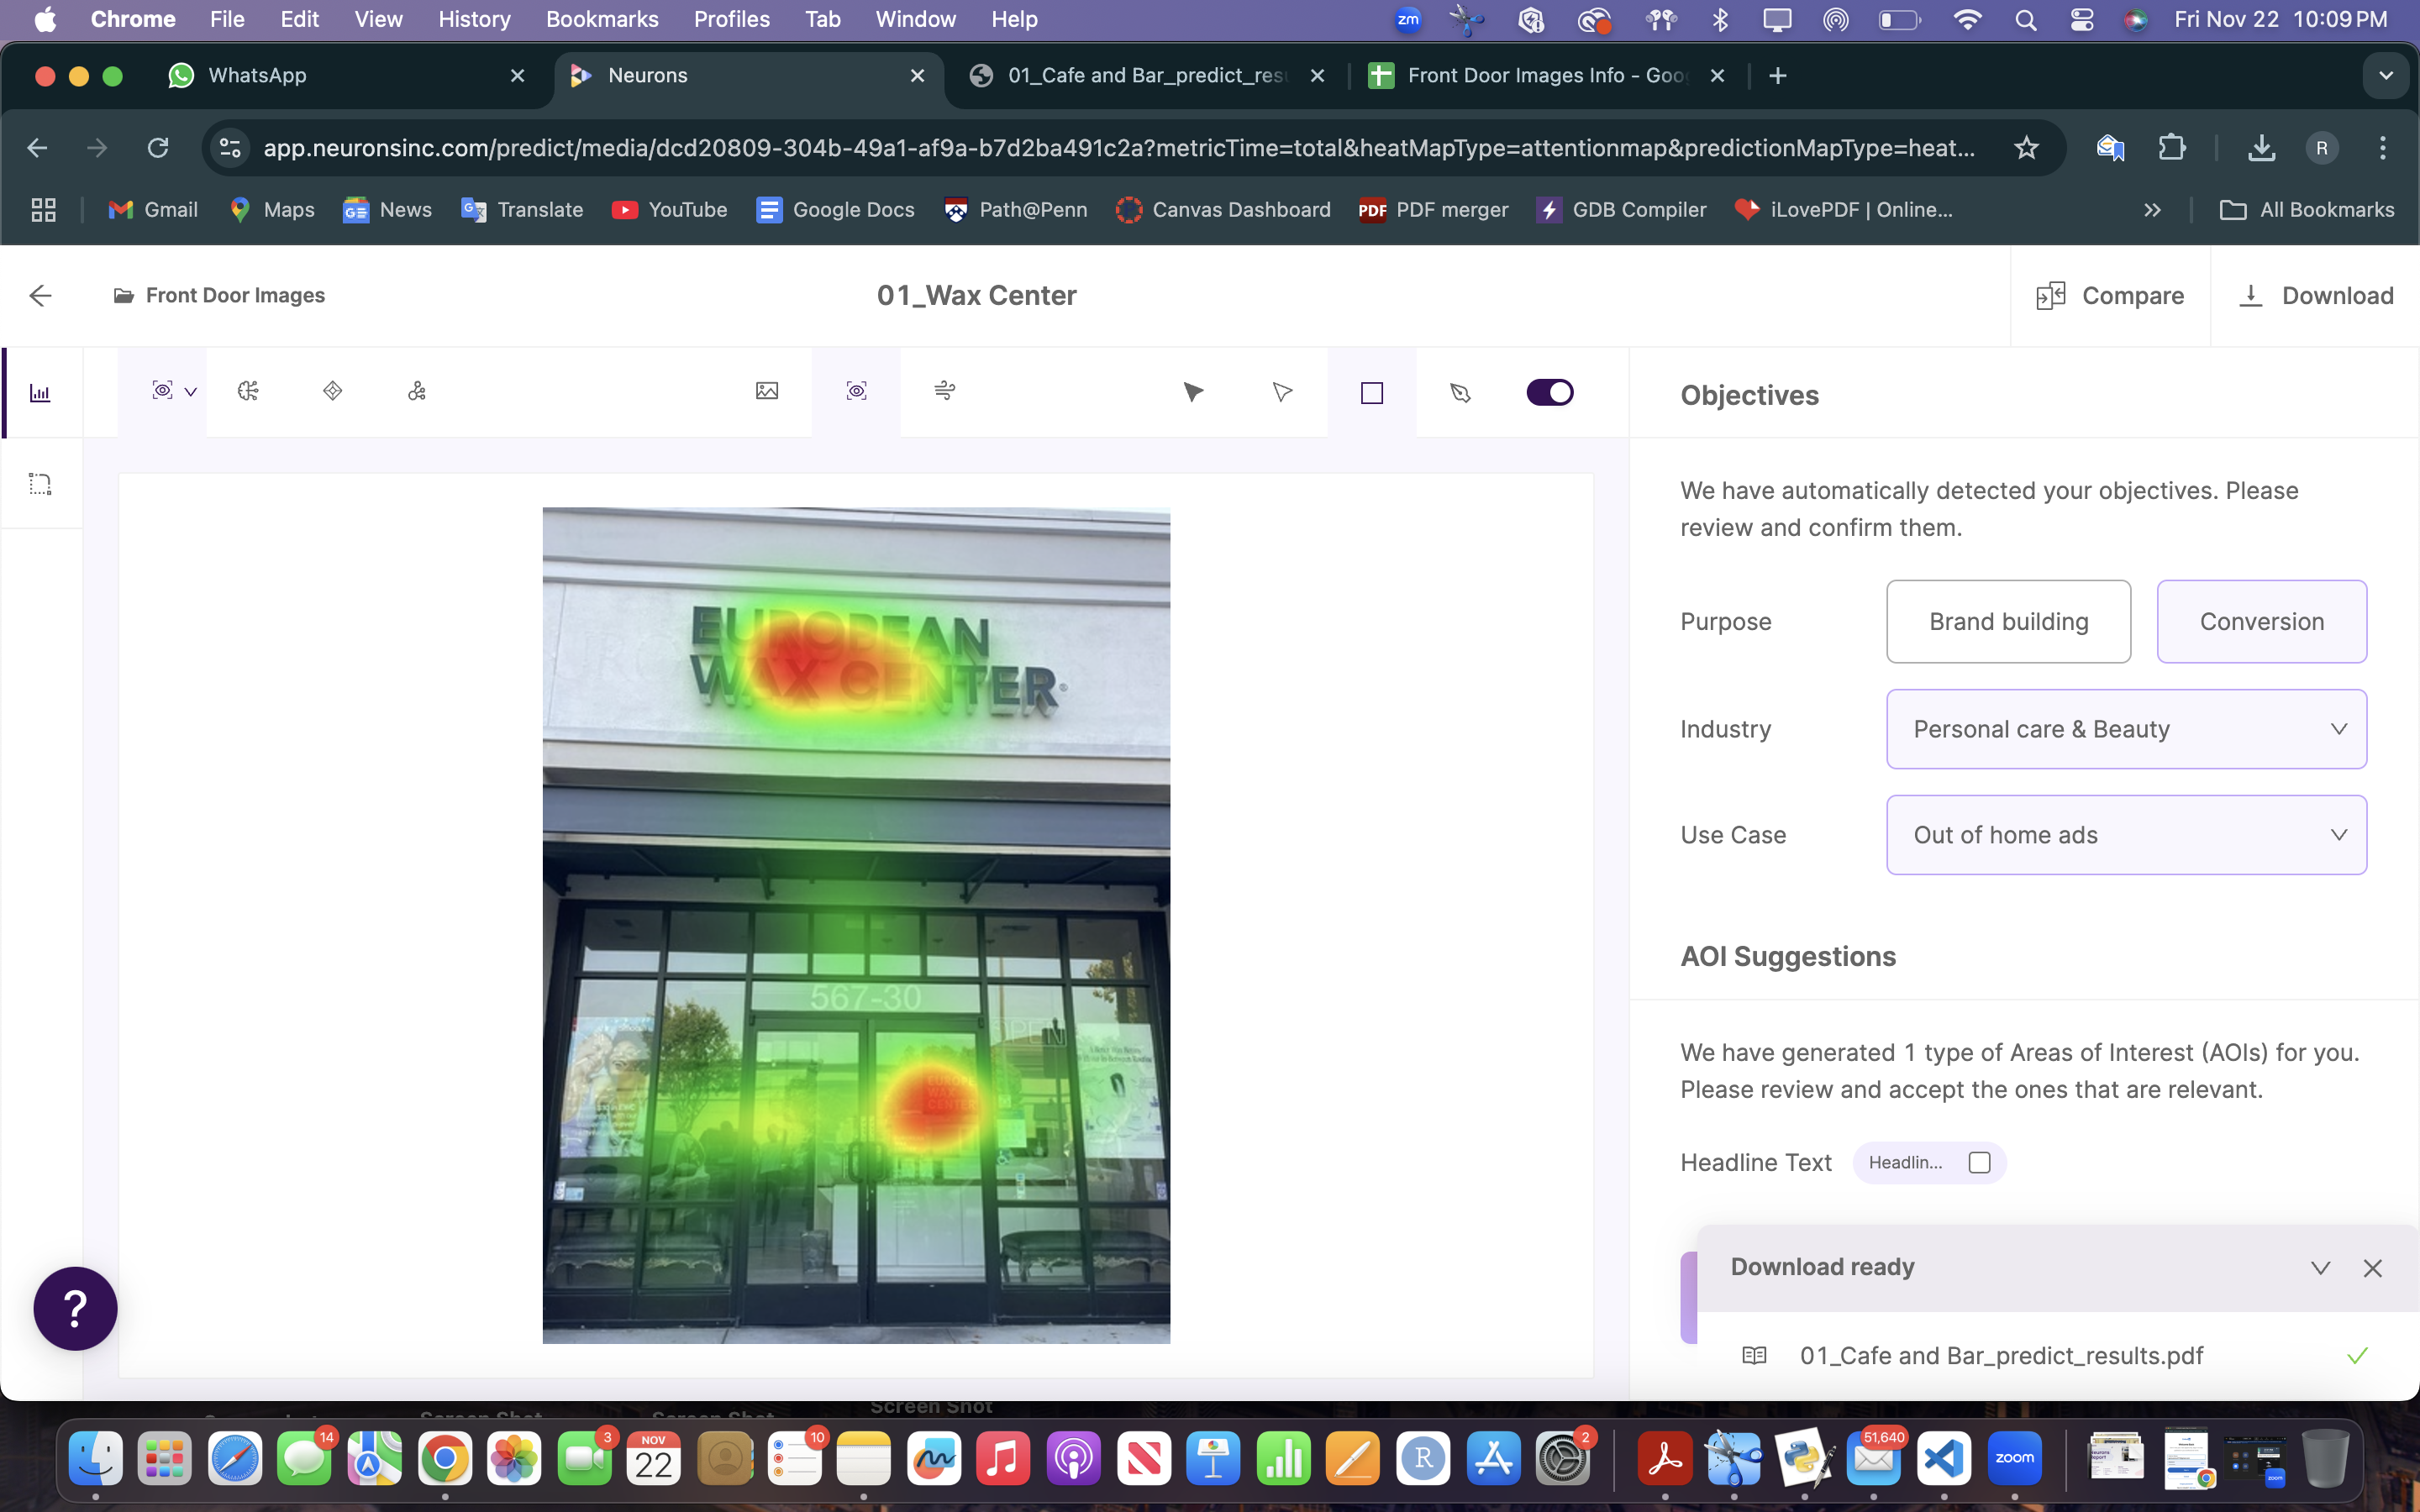 Chrome File Edit View History Bookmarks Profiles Tab Window Help
zm
Fri Nov 22 10:09 PM
WhatsApp
Neurons
01_Cafe and Bar_predict_res
Front Door Images Info - Goo
app.neuronsinc.com/predict/media/dcd20809-304b-49a1-af9a-b7d2ba491c2a?metricTime=total&heatMapType=attentionmap&predictionMapType=heat...
R
Gmail
Maps
News
Translate
YouTube
Google Docs
Path@Penn
Canvas Dashboard
PDF
PDF merger
GDB Compiler
iLovePDF | Online...
All Bookmarks
Front Door Images
01_Wax Center
Compare
Download
Objectives
We have automatically detected your objectives. Please
review and confirm them.
Purpose
Brand building
Conversion
Industry
Personal care & Beauty
Use Case
Out of home ads
AOI Suggestions
We have generated 1 type of Areas of Interest (AOIs) for you.
Please review and accept the ones that are relevant.
Headline Text
Headlin...
Download ready
01_Cafe and Bar_predict_results.pdf
EUROPEAN
WAX CENTER
567-30
OPEN
EUROPE
WAX
CENTER
?
Screen Shot
14
3
NOV
22
10
2
51,640
zoom